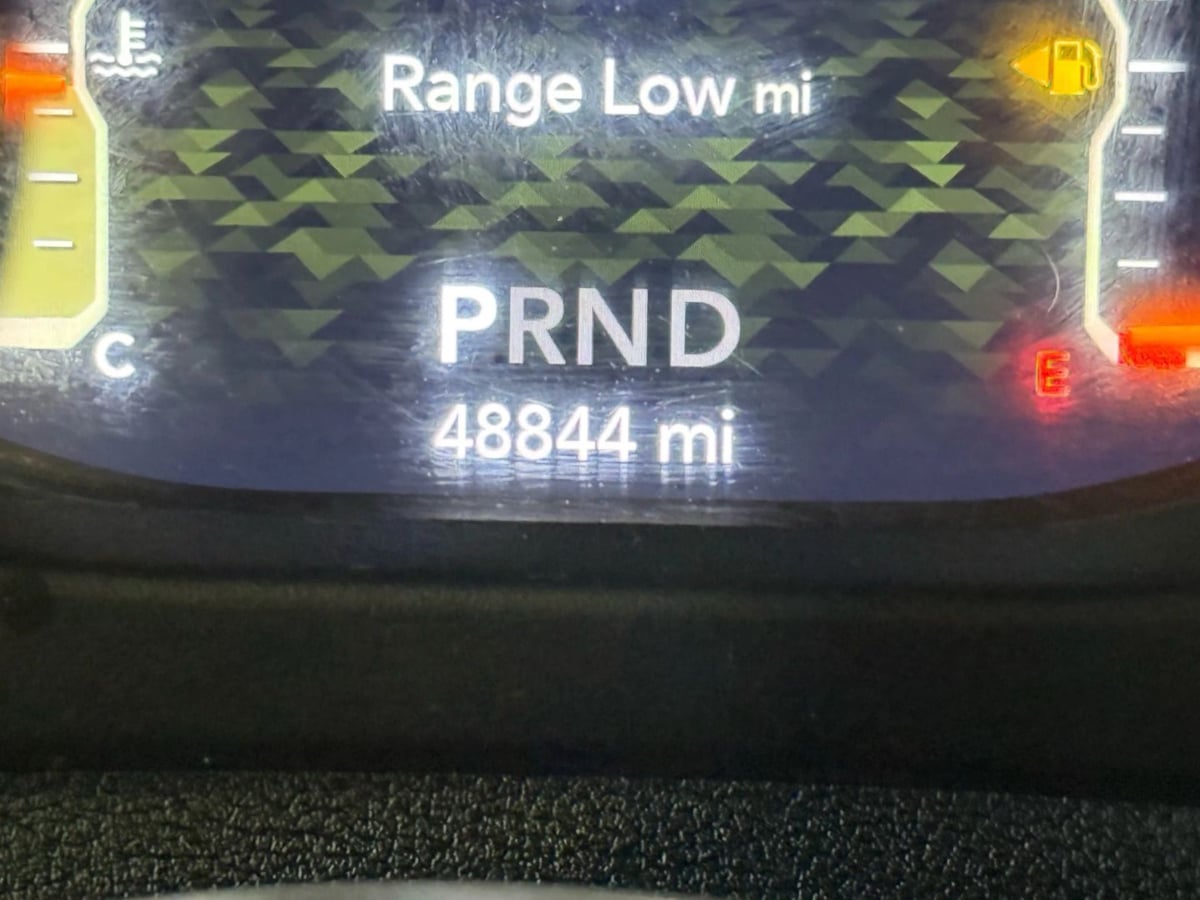 Range Low mi
PRND
C
E
48844 mi